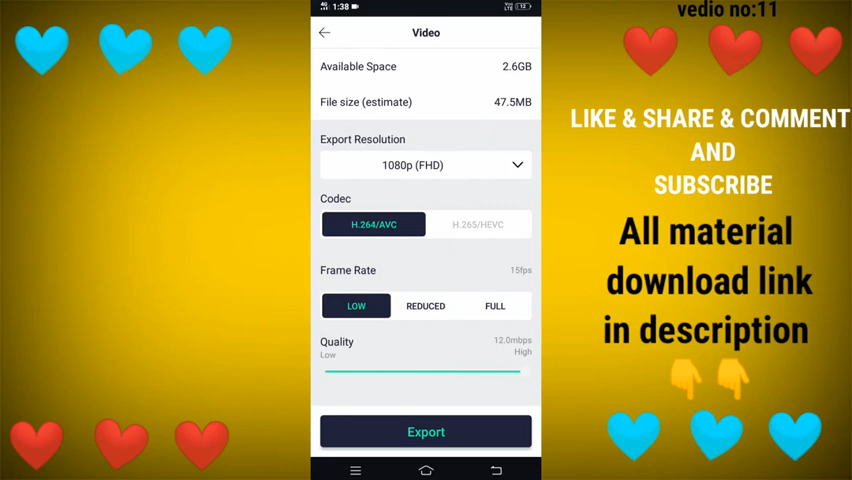 vedio no:11
4G 1:38 12
Video
Available Space 2.6GB
File size (estimate) 47.5MB
Export Resolution
1080p (FHD)
Codec
H.264/AVC H.265/HEVC
Frame Rate 15fps
LOW REDUCED FULL
Quality 12.0mbps
Low High
Export
LIKE & SHARE & COMMENT
AND
SUBSCRIBE
All material
download link
in description